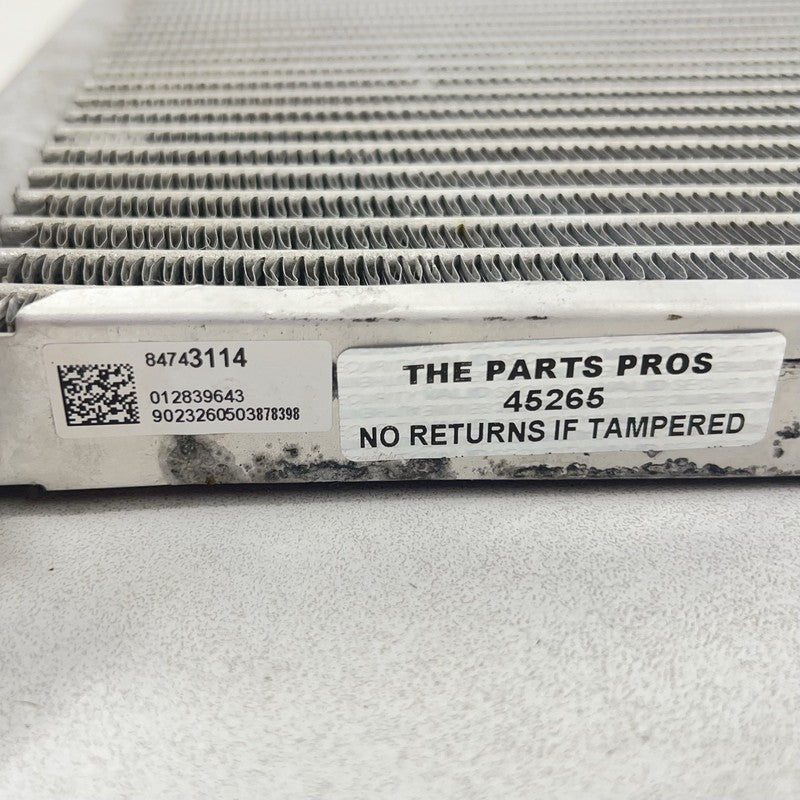 84743114
012839643
9023260503878398
THE PARTS PROS
45265
NO RETURNS IF TAMPERED